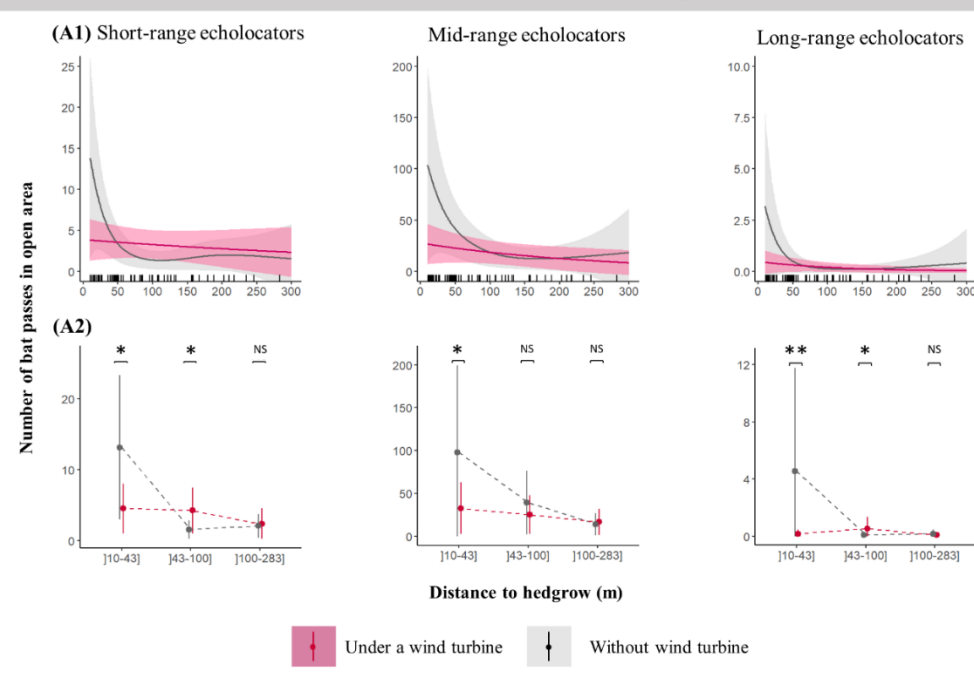 (A1) Short-range echolocators
Mid-range echolocators
Long-range echolocators
Number of bat passes in open area
25
20
15
10
5
0
0 50 100 150 200 250 300
200
150
100
50
0
0 50 100 150 200 250 300
10.0
7.5
5.0
2.5
0.0
0 50 100 150 200 250 300
(A2)
* * NS
20
10
0
]10-43] ]43-100] ]100-283]
* NS NS
200
150
100
50
0
]10-43] ]43-100] ]100-283]
** * NS
12
8
4
0
]10-43] ]43-100] ]100-283]
Distance to hedgrow (m)
Under a wind turbine Without wind turbine